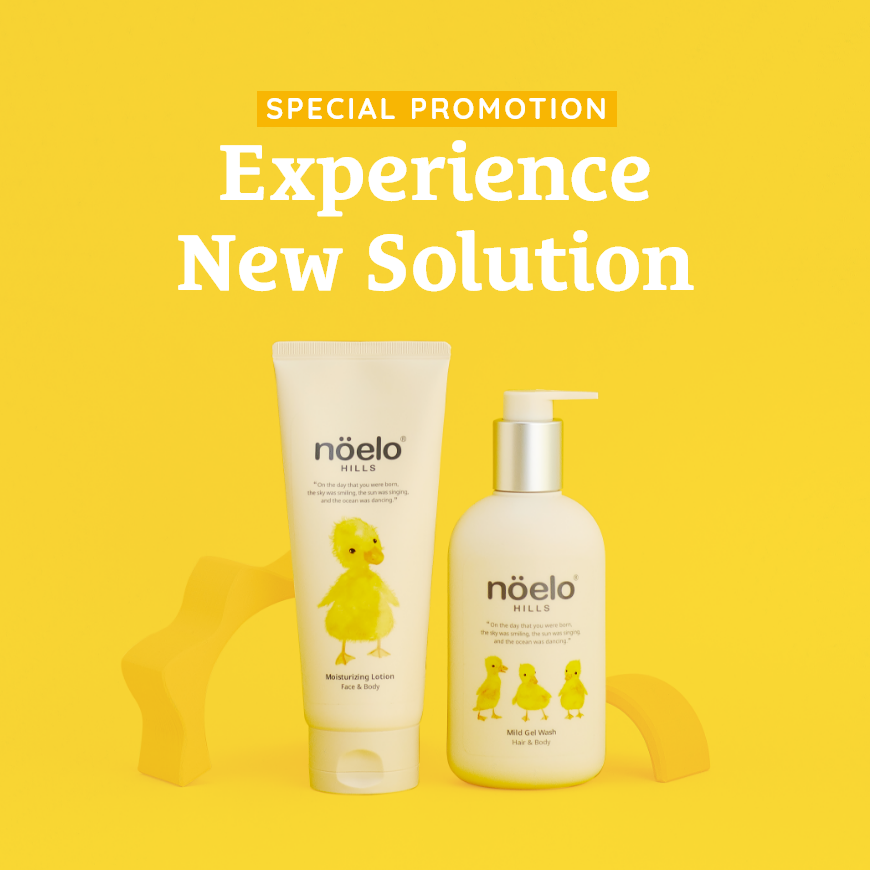 SPECIAL PROMOTION
Experience
New Solution
nöelo®
HILLS
"On the day that you were born,
the sky was smiling, the sun was singing,
and the ocean was dancing."
Moisturizing Lotion
Face & Body
nöelo®
HILLS
"On the day that you were born,
the sky was smiling, the sun was singing,
and the ocean was dancing."
Mild Gel Wash
Hair & Body